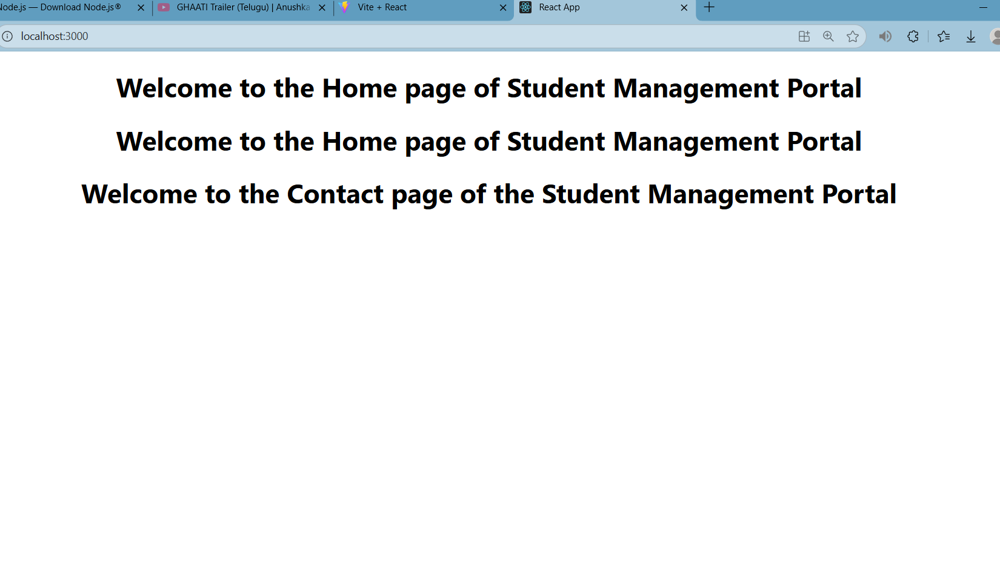 Node.js — Download Node.js®
GHAATI Trailer (Telugu) | Anushka
Vite + React
React App
localhost:3000
Welcome to the Home page of Student Management Portal
Welcome to the Home page of Student Management Portal
Welcome to the Contact page of the Student Management Portal